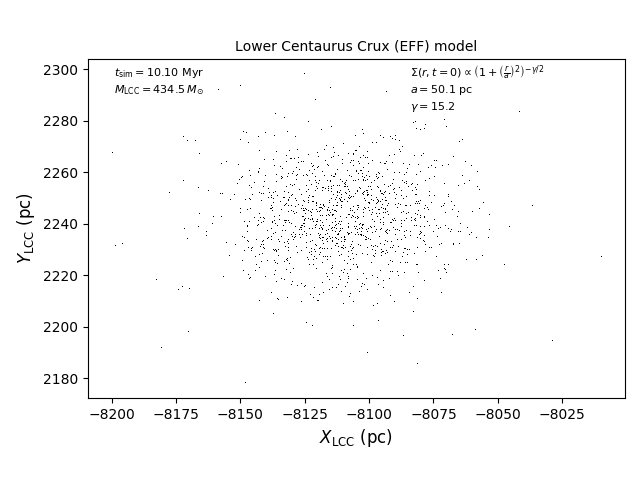 Lower Centaurus Crux (EFF) model
t_sim = 10.10 Myr
M_LCC = 434.5 M_⊙
Σ(r, t = 0) ∝ (1 + (r/a)²)^(−γ/2)
a = 50.1 pc
γ = 15.2
2300
2280
2260
2240
2220
2200
2180
Y_LCC (pc)
−8200 −8175 −8150 −8125 −8100 −8075 −8050 −8025
X_LCC (pc)